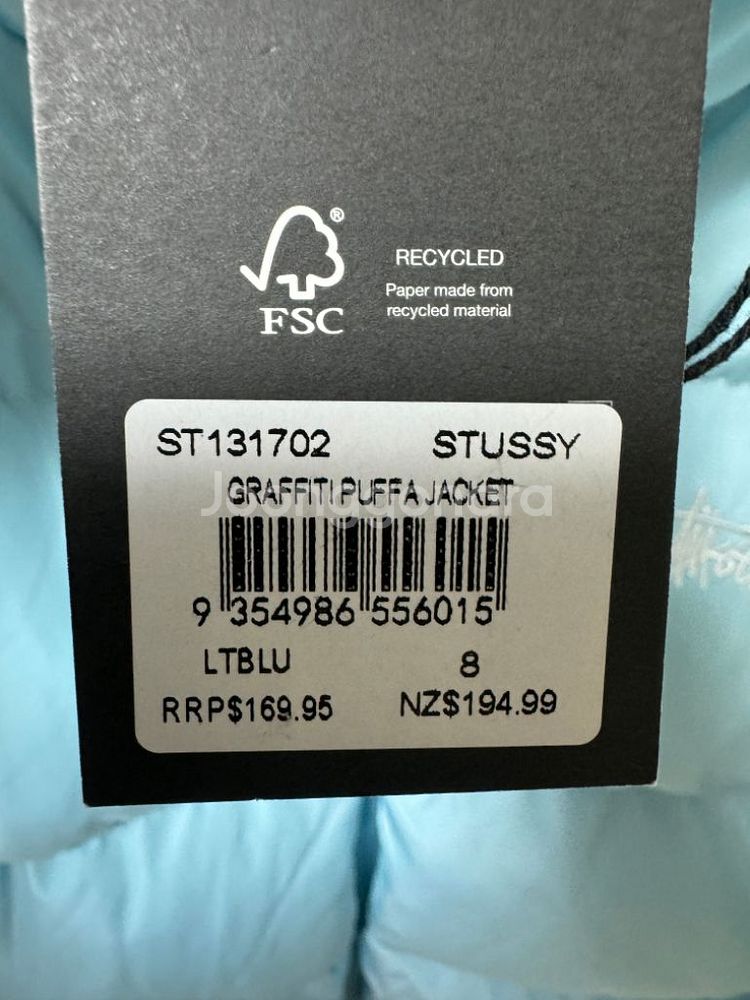 ®
FSC
RECYCLED
Paper made from
recycled material
ST131702 STUSSY
GRAFFITI PUFFA JACKET
Joonggonara
9 354986 556015
LTBLU 8
RRP$169.95 NZ$194.99